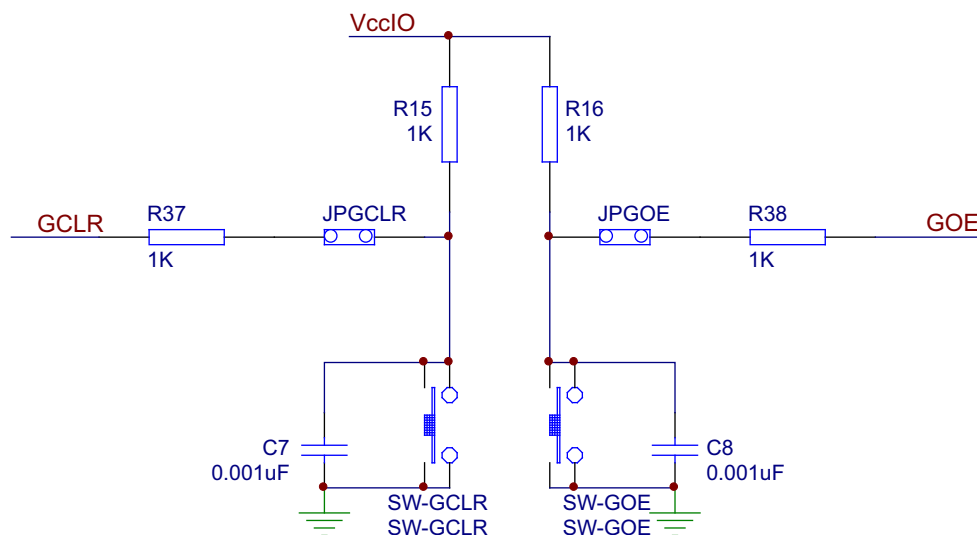 VccIO
R15
1K
R16
1K
GCLR
R37
1K
JPGCLR
JPGOE
R38
1K
GOE
C7
0.001uF
SW-GCLR
SW-GCLR
SW-GOE
SW-GOE
C8
0.001uF